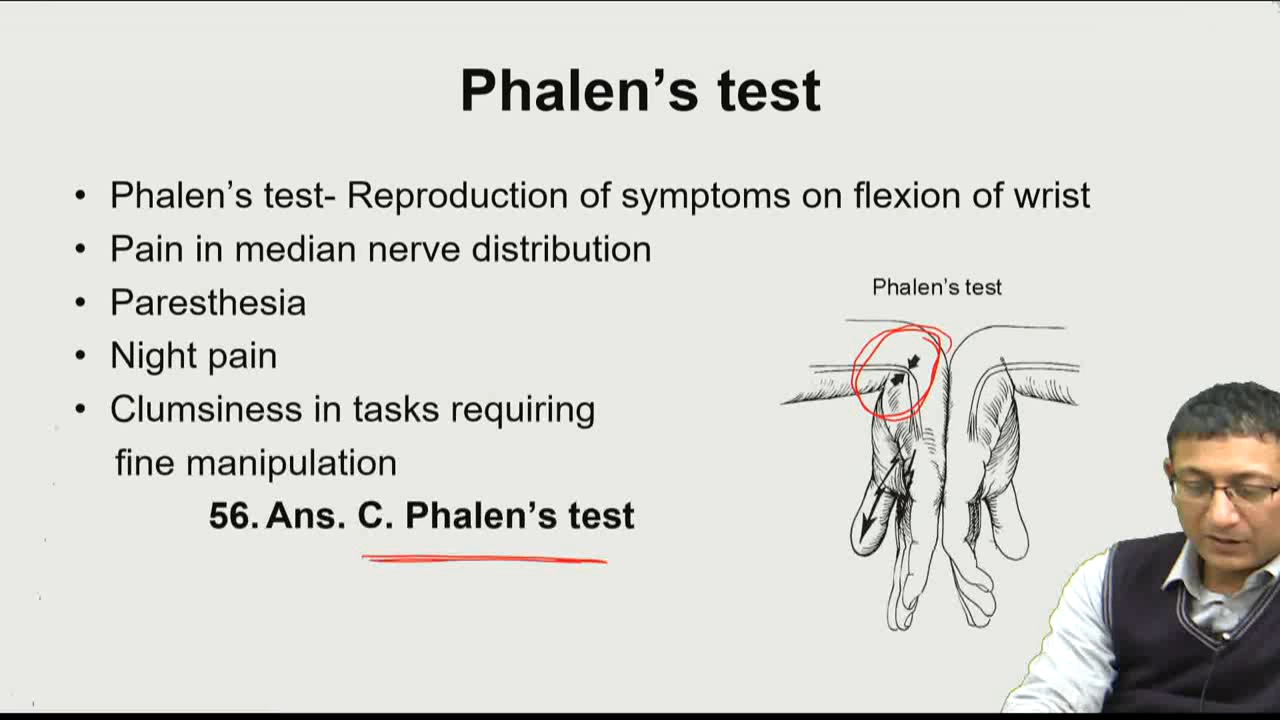 Phalen’s test
• Phalen’s test- Reproduction of symptoms on flexion of wrist
• Pain in median nerve distribution
• Paresthesia
• Night pain
• Clumsiness in tasks requiring
fine manipulation
56. Ans. C. Phalen’s test
Phalen’s test